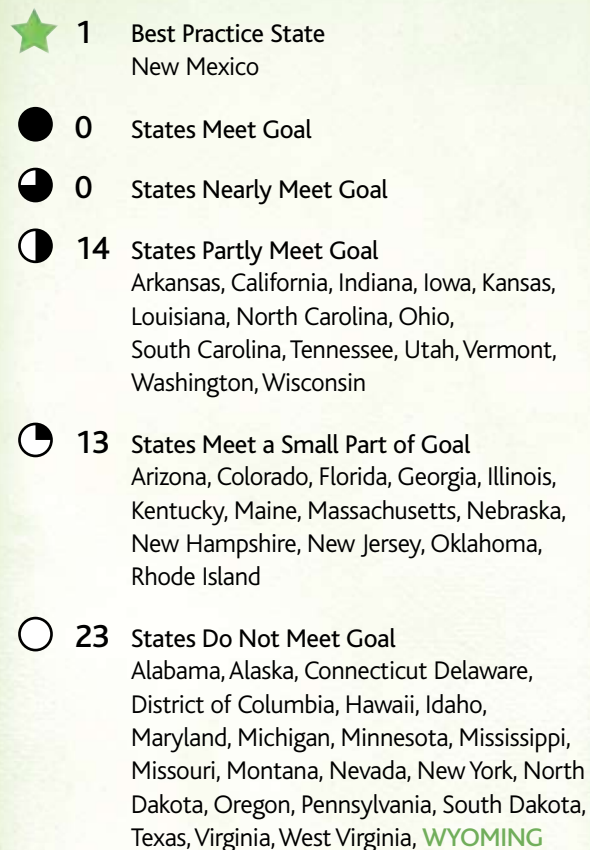 1 Best Practice State
New Mexico
0 States Meet Goal
0 States Nearly Meet Goal
14 States Partly Meet Goal
Arkansas, California, Indiana, Iowa, Kansas,
Louisiana, North Carolina, Ohio,
South Carolina, Tennessee, Utah, Vermont,
Washington, Wisconsin
13 States Meet a Small Part of Goal
Arizona, Colorado, Florida, Georgia, Illinois,
Kentucky, Maine, Massachusetts, Nebraska,
New Hampshire, New Jersey, Oklahoma,
Rhode Island
23 States Do Not Meet Goal
Alabama, Alaska, Connecticut Delaware,
District of Columbia, Hawaii, Idaho,
Maryland, Michigan, Minnesota, Mississippi,
Missouri, Montana, Nevada, New York, North
Dakota, Oregon, Pennsylvania, South Dakota,
Texas, Virginia, West Virginia, WYOMING